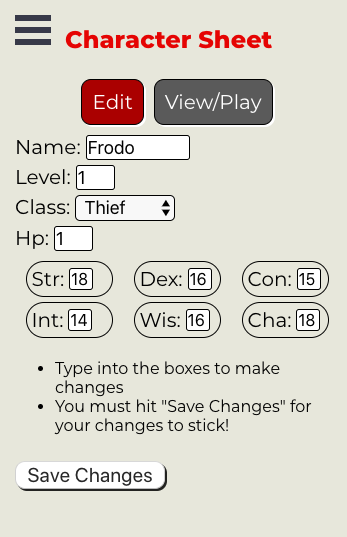 Character Sheet
Edit View/Play
Name: Frodo
Level: 1
Class: Thief
Hp: 1
Str: 18 Dex: 16 Con: 15
Int: 14 Wis: 16 Cha: 18
• Type into the boxes to make
changes
• You must hit "Save Changes" for
your changes to stick!
Save Changes